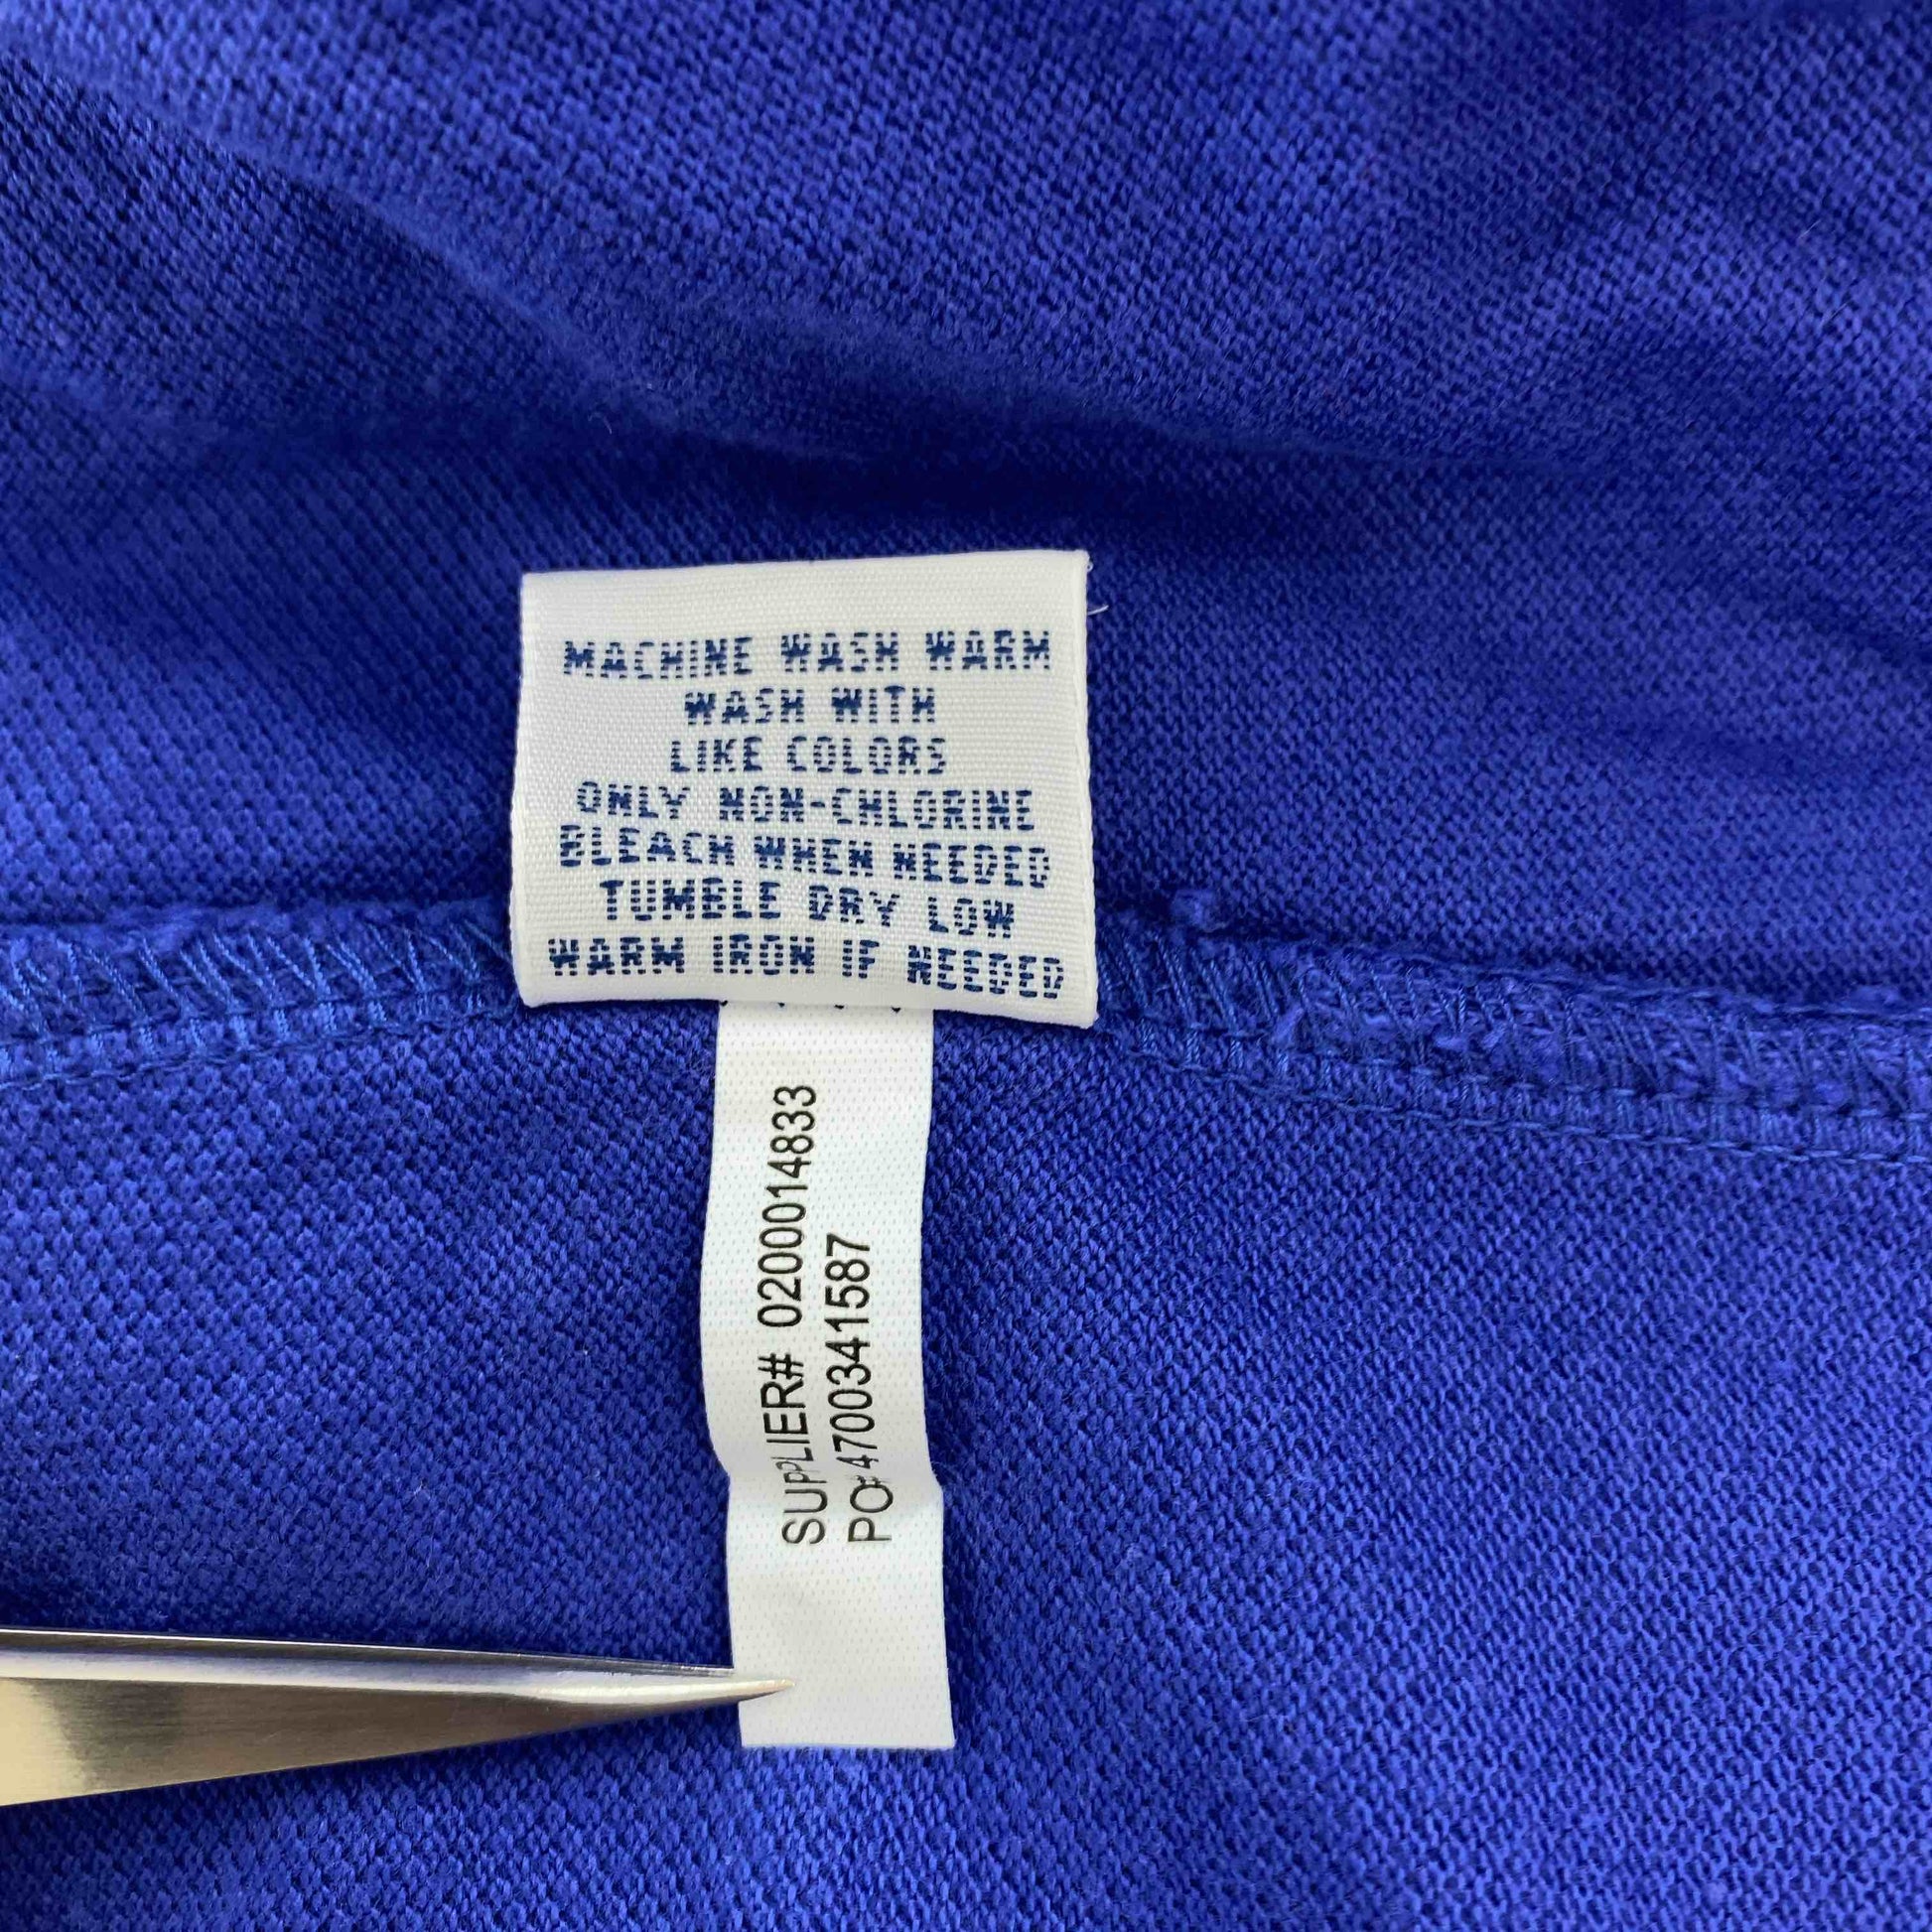 MACHINE WASH WARM
WASH WITH
LIKE COLORS
ONLY NON-CHLORINE
BLEACH WHEN NEEDED
TUMBLE DRY LOW
WARM IRON IF NEEDED
SUPPLIER# 0200014833
PO#4700341587